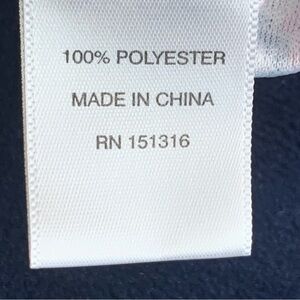 100% POLYESTER
MADE IN CHINA
RN 151316